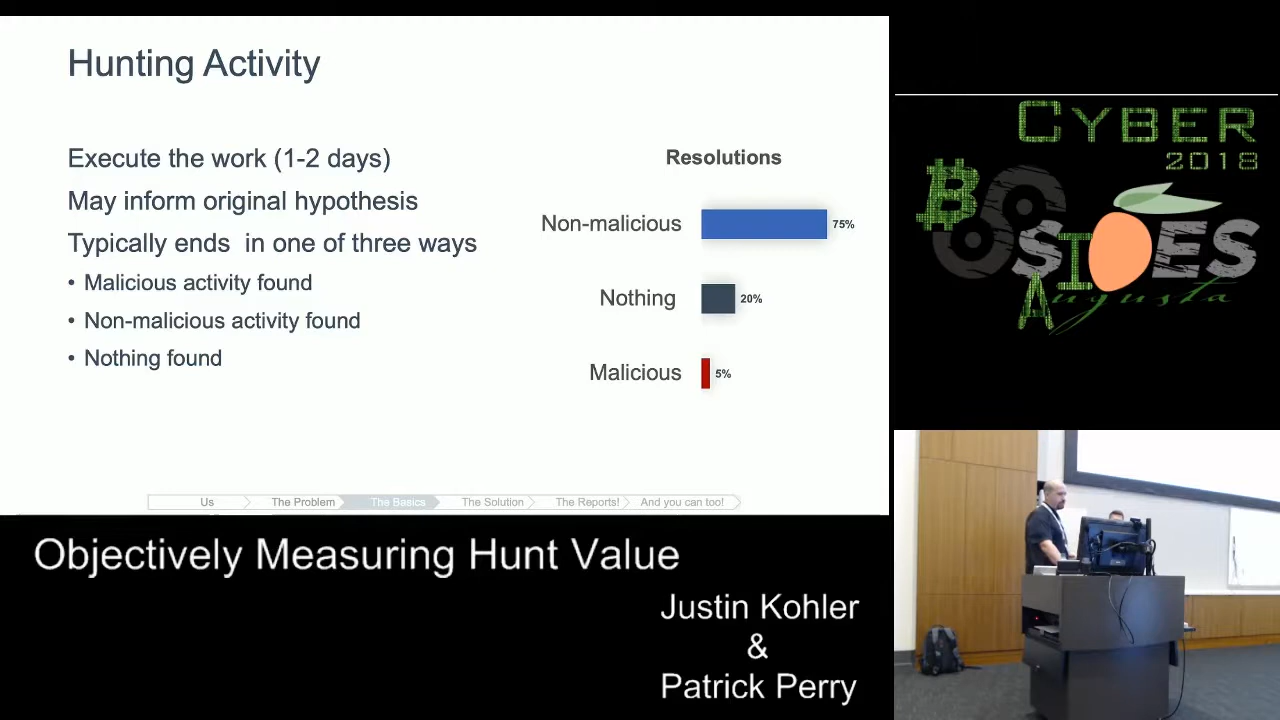 Hunting Activity
Execute the work (1-2 days)
May inform original hypothesis
Typically ends  in one of three ways
• Malicious activity found
• Non-malicious activity found
• Nothing found
Resolutions
Non-malicious 75%
Nothing 20%
Malicious 5%
Us The Problem The Basics The Solution The Reports! And you can too!
CYBER
2018
BSIDES
Augusta
Objectively Measuring Hunt Value
Justin Kohler
&
Patrick Perry